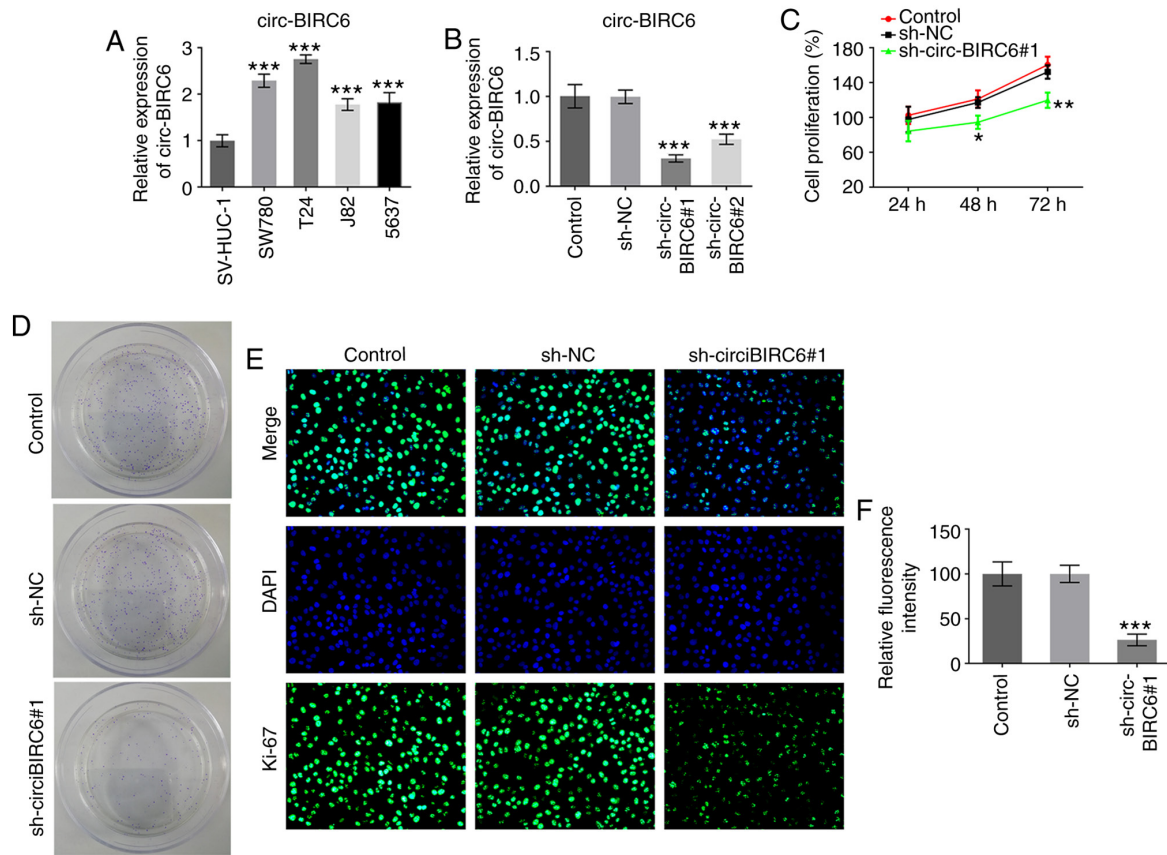 A
circ-BIRC6
Relative expression
of circ-BIRC6
3
2
1
0
***
***
***
***
SV-HUC-1
SW780
T24
J82
5637
B
circ-BIRC6
Relative expression
of circ-BIRC6
1.5
1.0
0.5
0.0
***
***
Control
sh-NC
sh-circ-
BIRC6#1
sh-circ-
BIRC6#2
C
Control
sh-NC
sh-circ-BIRC6#1
Cell proliferation (%)
180
140
100
60
20
*
**
24 h
48 h
72 h
D
Control
sh-NC
sh-circiBIRC6#1
E
Control
sh-NC
sh-circiBIRC6#1
Merge
DAPI
Ki-67
F
Relative fluorescence
intensity
150
100
50
0
***
Control
sh-NC
sh-circ-
BIRC6#1